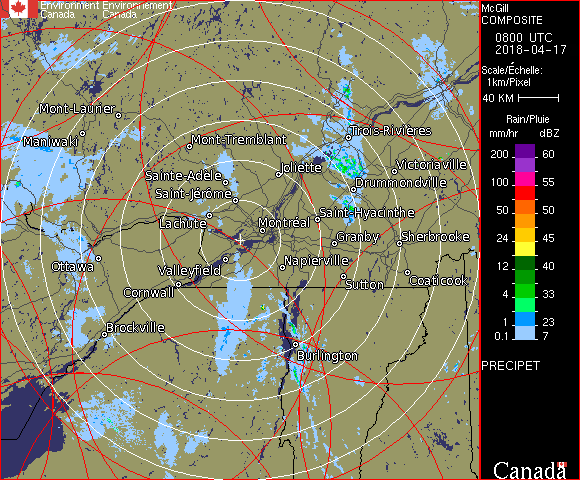 Environment Environnement
Canada Canada
Mont-Laurier
Maniwaki
Mont-Tremblant
Trois-Rivières
Joliette
Victoriaville
Sainte-Adèle
Drummondville
Saint-Jérôme
Saint-Hyacinthe
Lachute
Montréal
Granby
Sherbrooke
Ottawa
Valleyfield
Napierville
Cornwall
Sutton
Coaticook
Brockville
Burlington
McGill
COMPOSITE
0800 UTC
2018-04-17
Scale/Échelle:
1km/Pixel
40 KM
Rain/Pluie
mm/hr dBZ
200 60
100 55
50 50
24 45
12 40
4 33
1 23
0.1 7
PRECIPET
Canada